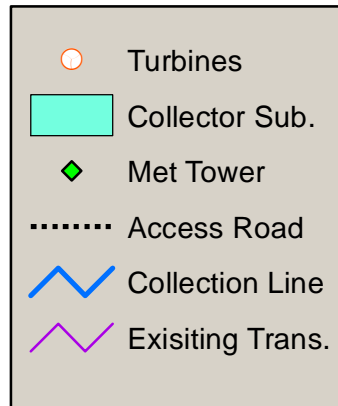 Turbines
Collector Sub.
Met Tower
Access Road
Collection Line
Exisiting Trans.